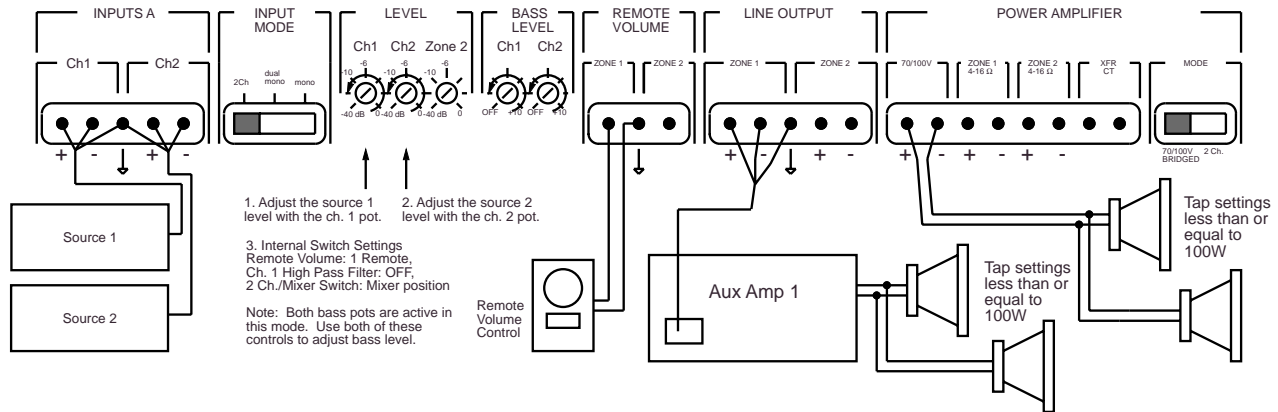 INPUTS A
Ch1
Ch2
+ - + -
INPUT
MODE
2Ch
dual
mono
mono
LEVEL
Ch1
Ch2
Zone 2
-6
-6
-6
-10
-10
-10
-40 dB
0
-40 dB
0
-40 dB
0
BASS
LEVEL
Ch1
Ch2
OFF
+10
OFF
+10
REMOTE
VOLUME
ZONE 1
ZONE 2
LINE OUTPUT
ZONE 1
ZONE 2
+ - + -
POWER AMPLIFIER
70/100V
ZONE 1
4-16 Ω
ZONE 2
4-16 Ω
XFR
CT
+ - + - + -
MODE
70/100V
BRIDGED
2 Ch.
1. Adjust the source 1
level with the ch. 1 pot.
2. Adjust the source 2
level with the ch. 2 pot.
3. Internal Switch Settings
Remote Volume: 1 Remote,
Ch. 1 High Pass Filter: OFF,
2 Ch./Mixer Switch: Mixer position
Note: Both bass pots are active in
this mode. Use both of these
controls to adjust bass level.
Source 1
Source 2
Remote
Volume
Control
Aux Amp 1
Tap settings
less than or
equal to
100W
Tap settings
less than or
equal to
100W